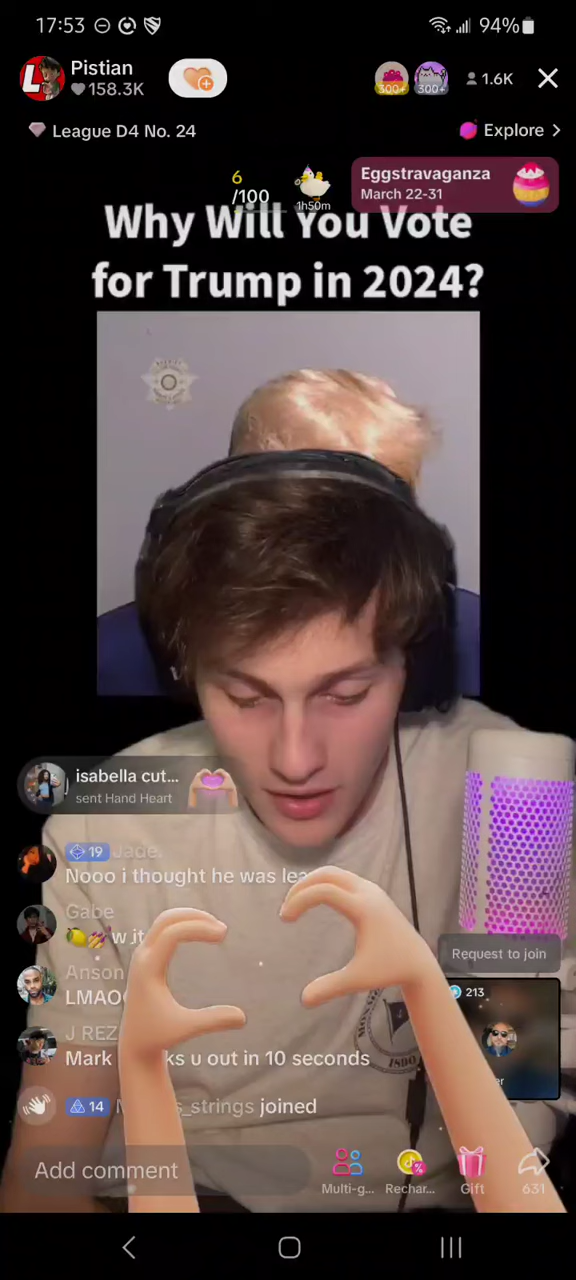 17:53
94%
Pistian
158.3K
300+
300+
1.6K
League D4 No. 24
Explore
6
/100
1h50m
Eggstravaganza
March 22-31
Why Will You Vote
for Trump in 2024?
isabella cut...
sent Hand Heart
19 Jade
Nooo i thought he was
Gabe
Anson
J REZ
Mark
u out in 10 seconds
14
joined
Request to join
213
1800
Add comment
Multi-g...
Rechar...
Gift
631